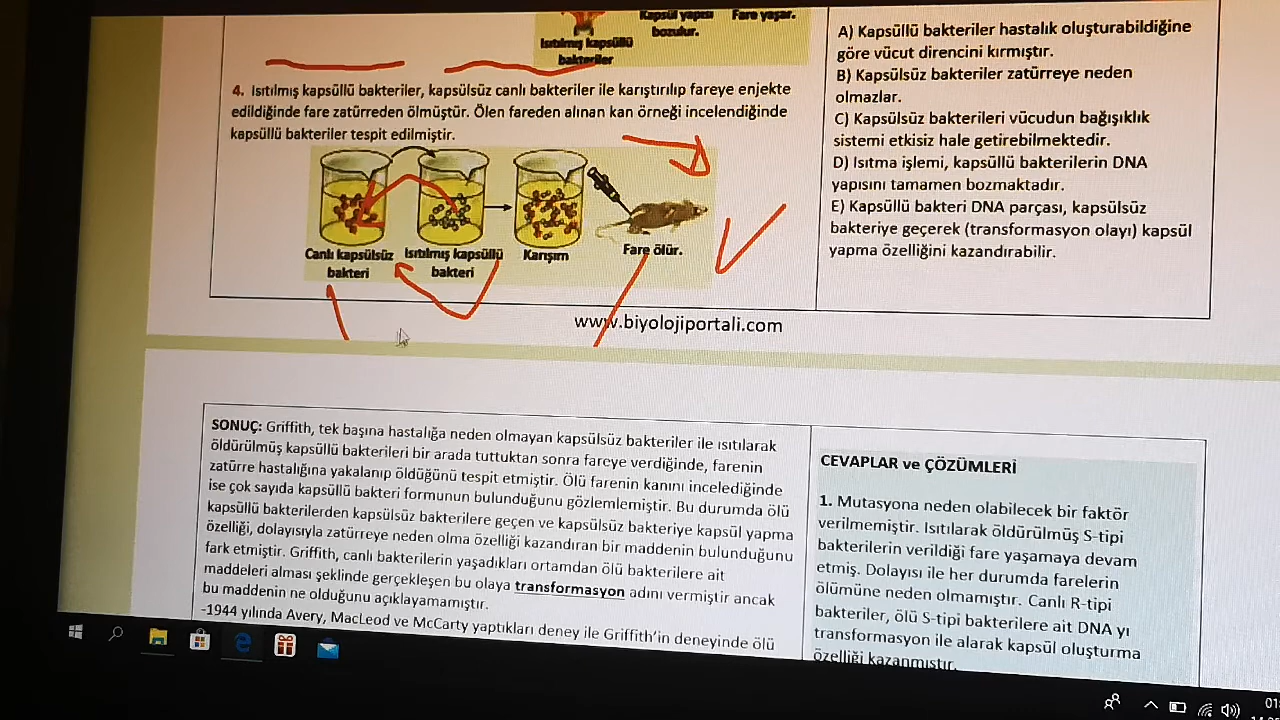 Kapsül yapısı
bozulur.
Fare yaşar.
Isıtılmış kapsüllü
bakteriler
4. Isıtılmış kapsüllü bakteriler, kapsülsüz canlı bakteriler ile karıştırılıp fareye enjekte
edildiğinde fare zatürreden ölmüştür. Ölen fareden alınan kan örneği incelendiğinde
kapsüllü bakteriler tespit edilmiştir.
Canlı kapsülsüz
bakteri
Isıtılmış kapsüllü
bakteri
Karışım
Fare ölür.
A) Kapsüllü bakteriler hastalık oluşturabildiğine
göre vücut direncini kırmıştır.
B) Kapsülsüz bakteriler zatürreye neden
olmazlar.
C) Kapsülsüz bakterileri vücudun bağışıklık
sistemi etkisiz hale getirebilmektedir.
D) Isıtma işlemi, kapsüllü bakterilerin DNA
yapısını tamamen bozmaktadır.
E) Kapsüllü bakteri DNA parçası, kapsülsüz
bakteriye geçerek (transformasyon olayı) kapsül
yapma özelliğini kazandırabilir.
www.biyolojiportali.com
SONUÇ: Griffith, tek başına hastalığa neden olmayan kapsülsüz bakteriler ile ısıtılarak
öldürülmüş kapsüllü bakterileri bir arada tuttuktan sonra fareye verdiğinde, farenin
zatürre hastalığına yakalanıp öldüğünü tespit etmiştir. Ölü farenin kanını incelediğinde
ise çok sayıda kapsüllü bakteri formunun bulunduğunu gözlemlemiştir. Bu durumda ölü
kapsüllü bakterilerden kapsülsüz bakterilere geçen ve kapsülsüz bakteriye kapsül yapma
özelliği, dolayısıyla zatürreye neden olma özelliği kazandıran bir maddenin bulunduğunu
fark etmiştir. Griffith, canlı bakterilerin yaşadıkları ortamdan ölü bakterilere ait
maddeleri alması şeklinde gerçekleşen bu olaya transformasyon adını vermiştir ancak
bu maddenin ne olduğunu açıklayamamıştır.
-1944 yılında Avery, MacLeod ve McCarty yaptıkları deney ile Griffith'in deneyinde ölü
CEVAPLAR ve ÇÖZÜMLERİ
1. Mutasyona neden olabilecek bir faktör
verilmemiştir. Isıtılarak öldürülmüş S-tipi
bakterilerin verildiği fare yaşamaya devam
etmiş. Dolayısı ile her durumda farelerin
ölümüne neden olmamıştır. Canlı R-tipi
bakteriler, ölü S-tipi bakterilere ait DNA yı
transformasyon ile alarak kapsül oluşturma
özelliği kazanmıştır.